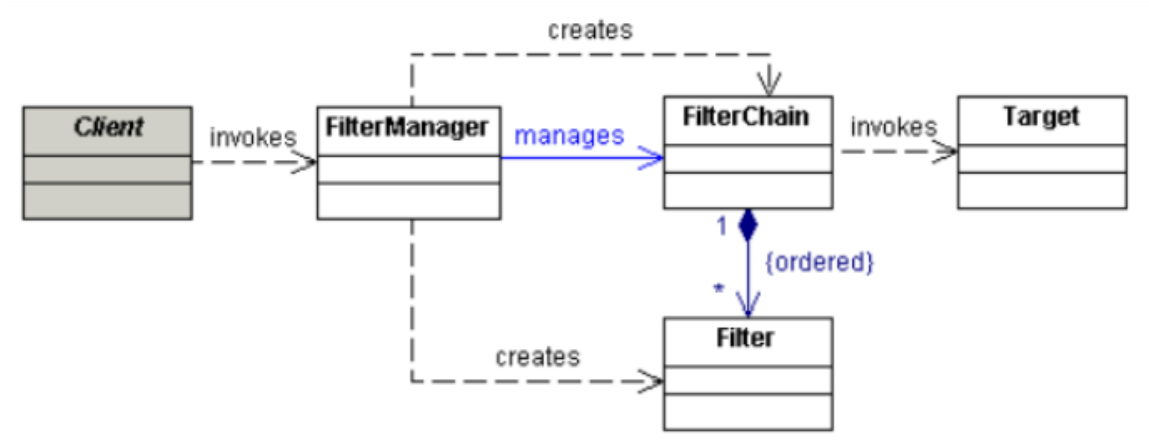 creates
Client
invokes
FilterManager
manages
FilterChain
invokes
Target
1
{ordered}
*
Filter
creates